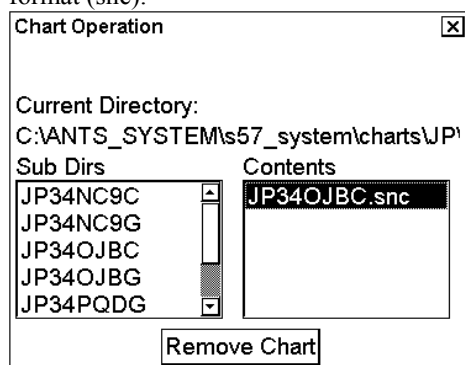 format (snc).
Chart Operation
Current Directory:
C:\ANTS_SYSTEM\s57_system\charts\JP\
Sub Dirs
Contents
JP34NC9C
JP34NC9G
JP34OJBC
JP34OJBG
JP34PQDG
JP34OJBC.snc
Remove Chart